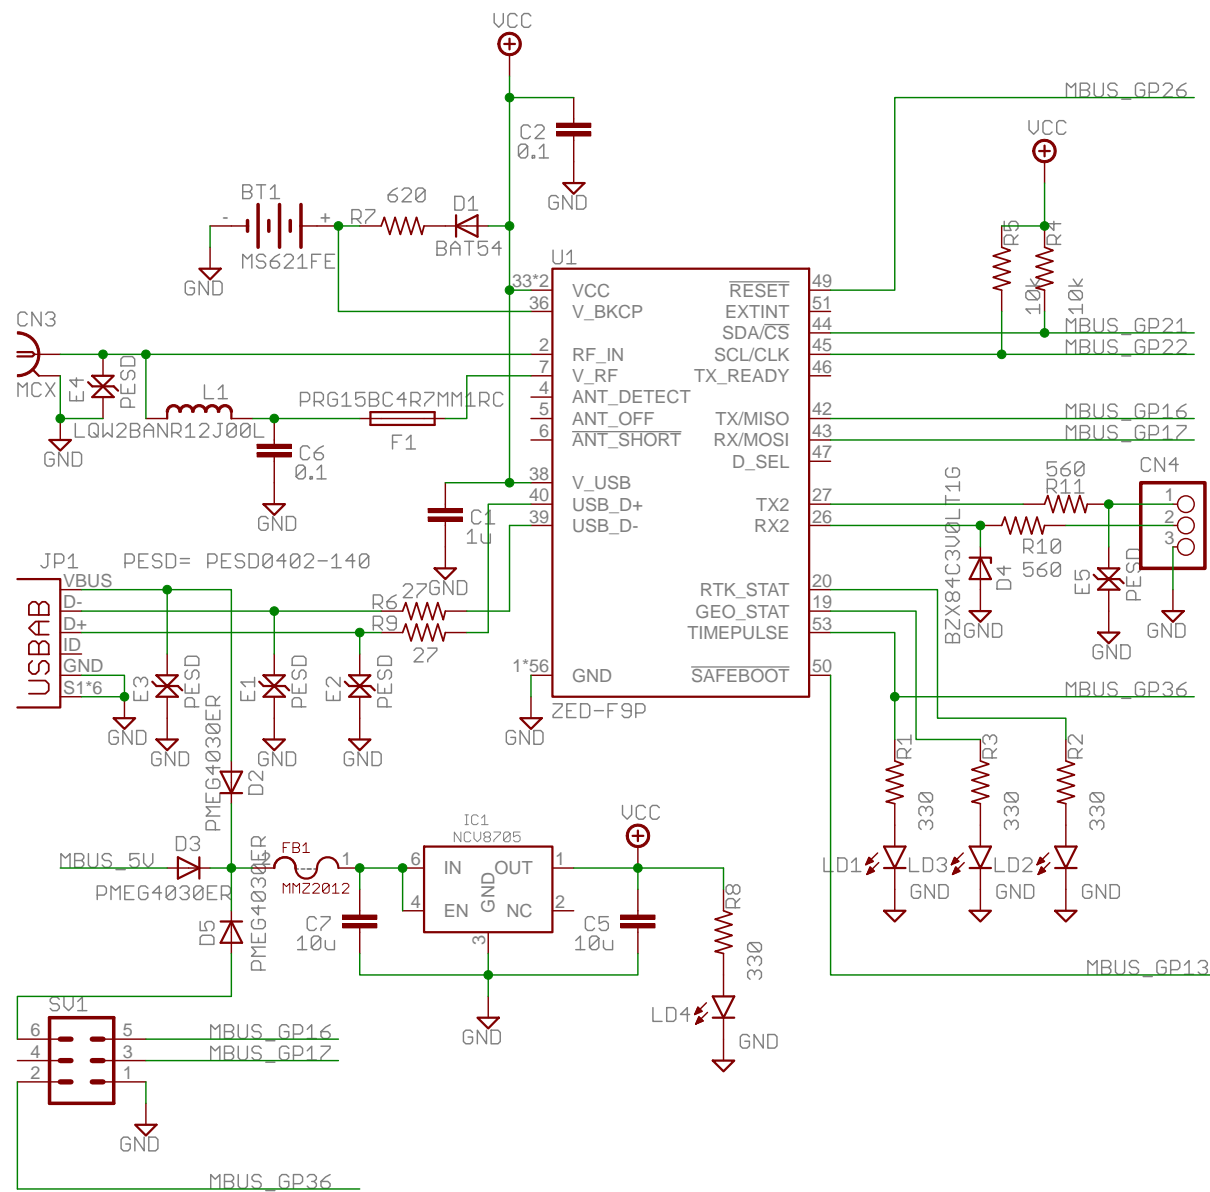 VCC
MBUS_GP26
C2
0.1
GND
VCC
BT1
620
R7
D1
- +
MS621FE
BAT54
GND
U1
R5
R4
10k
10k
33*2 VCC
36 V_BKCP
2 RF_IN
7 V_RF
4 ANT_DETECT
5 ANT_OFF
6 ANT_SHORT
38 V_USB
40 USB_D+
39 USB_D-
1*56 GND
RESET 49
EXTINT 51
SDA/CS 44
SCL/CLK 45
TX_READY 46
TX/MISO 42
RX/MOSI 43
D_SEL 47
TX2 27
RX2 26
RTK_STAT 20
GEO_STAT 19
TIMEPULSE 53
SAFEBOOT 50
ZED-F9P
MBUS_GP21
MBUS_GP22
MBUS_GP16
MBUS_GP17
CN3
MCX
E4
PESD
L1
LQW2BANR12J00L
GND
PRG15BC4R7MM1RC
F1
C6
0.1
GND
C1
1u
GND
560
R11
CN4
1
2
3
R10
560
BZX84C3V0LT1G
D4
GND
E5
PESD
GND
GND
JP1
PESD= PESD0402-140
USBAB
VBUS
D-
D+
ID
GND
S1*6
27
R6
R9
27
E3
PESD
E1
PESD
E2
PESD
GND
GND
GND
GND
GND
MBUS_GP36
PMEG4030ER
D2
R1
R3
R2
330
330
330
LD1
LD3
LD2
GND
GND
GND
MBUS_5V
D3
PMEG4030ER
D5
PMEG4030ER
2 FB1 1
MMZ2012
IC1
NCV8705
6 IN
4 EN
GND
3
OUT 1
NC 2
VCC
C7
10u
C5
10u
GND
R8
330
LD4
GND
MBUS_GP13
SV1
6 5
4 3
2 1
MBUS_GP16
MBUS_GP17
GND
MBUS_GP36